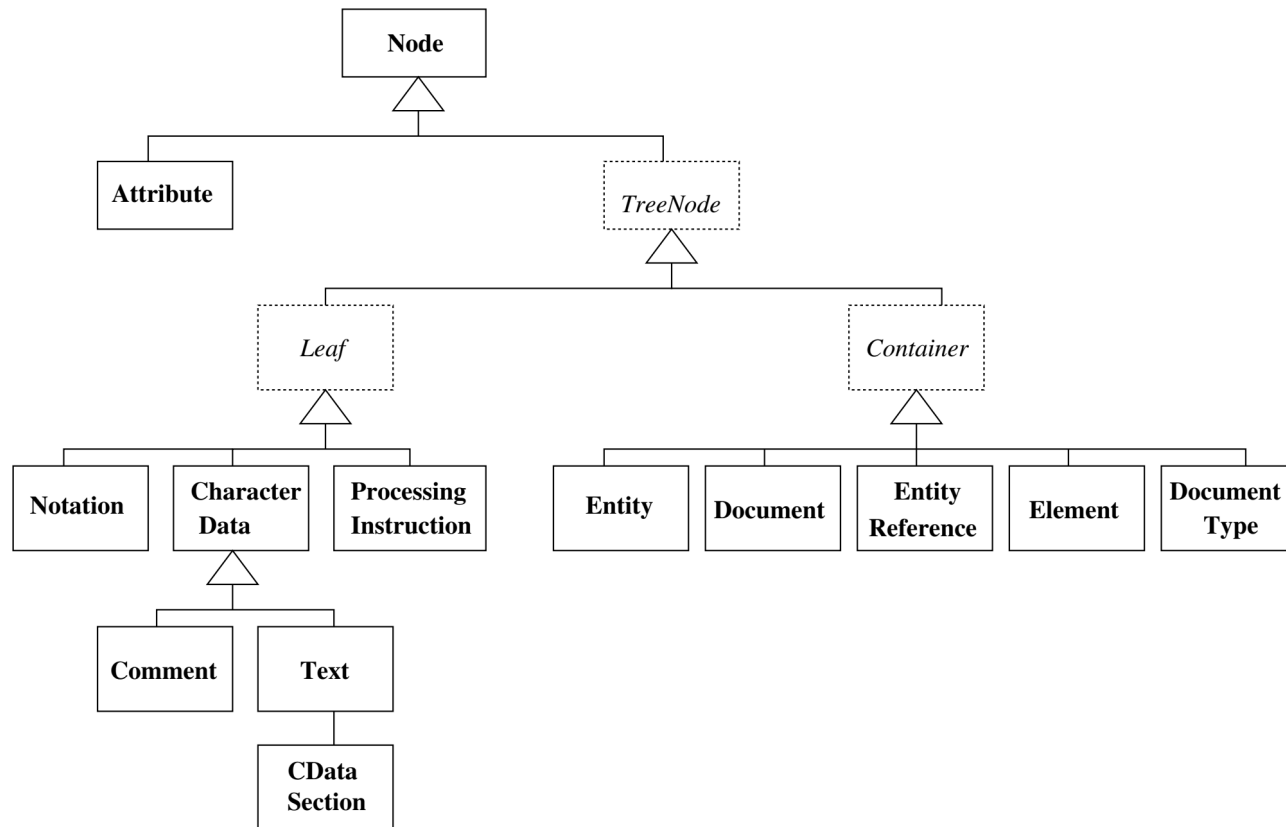 Node
Attribute
TreeNode
Leaf
Container
Notation
Character
Data
Processing
Instruction
Entity
Document
Entity
Reference
Element
Document
Type
Comment
Text
CData
Section